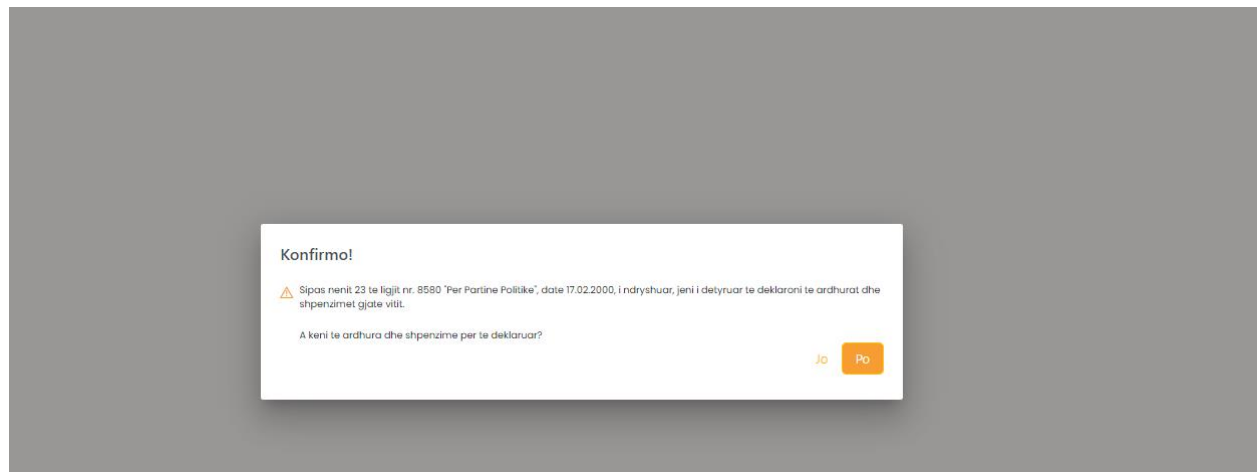 Konfirmo!
Sipas nenit 23 te ligjit nr. 8580 "Per Partine Politike", date 17.02.2000, i ndryshuar, jeni i detyruar te deklaroni te ardhurat dhe
shpenzimet gjate vitit.
A keni te ardhura dhe shpenzime per te deklaruar?
Jo Po